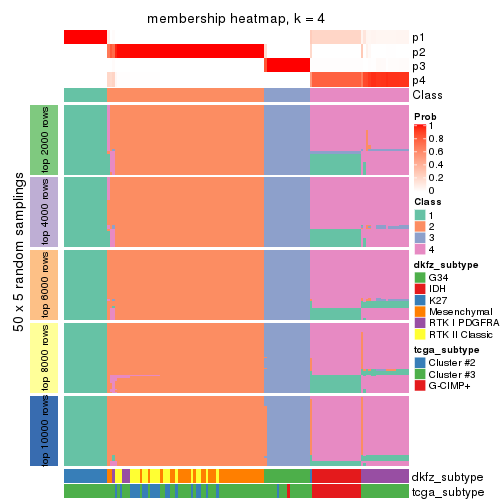 membership heatmap, k = 4
p1
p2
p3
p4
Class
50 x 5 random samplings
top 2000 rows
top 4000 rows
top 6000 rows
top 8000 rows
top 10000 rows
Prob
1
0.8
0.6
0.4
0.2
0
Class
1
2
3
4
dkfz_subtype
G34
IDH
K27
Mesenchymal
RTK I PDGFRA
RTK II Classic
tcga_subtype
Cluster #2
Cluster #3
G-CIMP+
dkfz_subtype
tcga_subtype